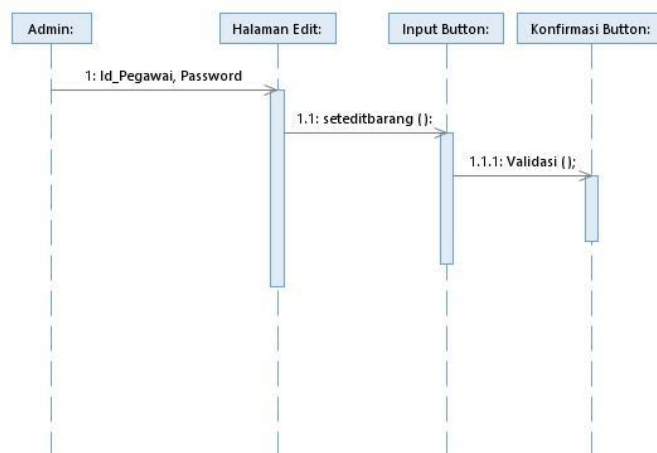 Admin:
Halaman Edit:
Input Button:
Konfirmasi Button:
1: Id_Pegawai, Password
1.1: seteditbarang ():
1.1.1: Validasi ();